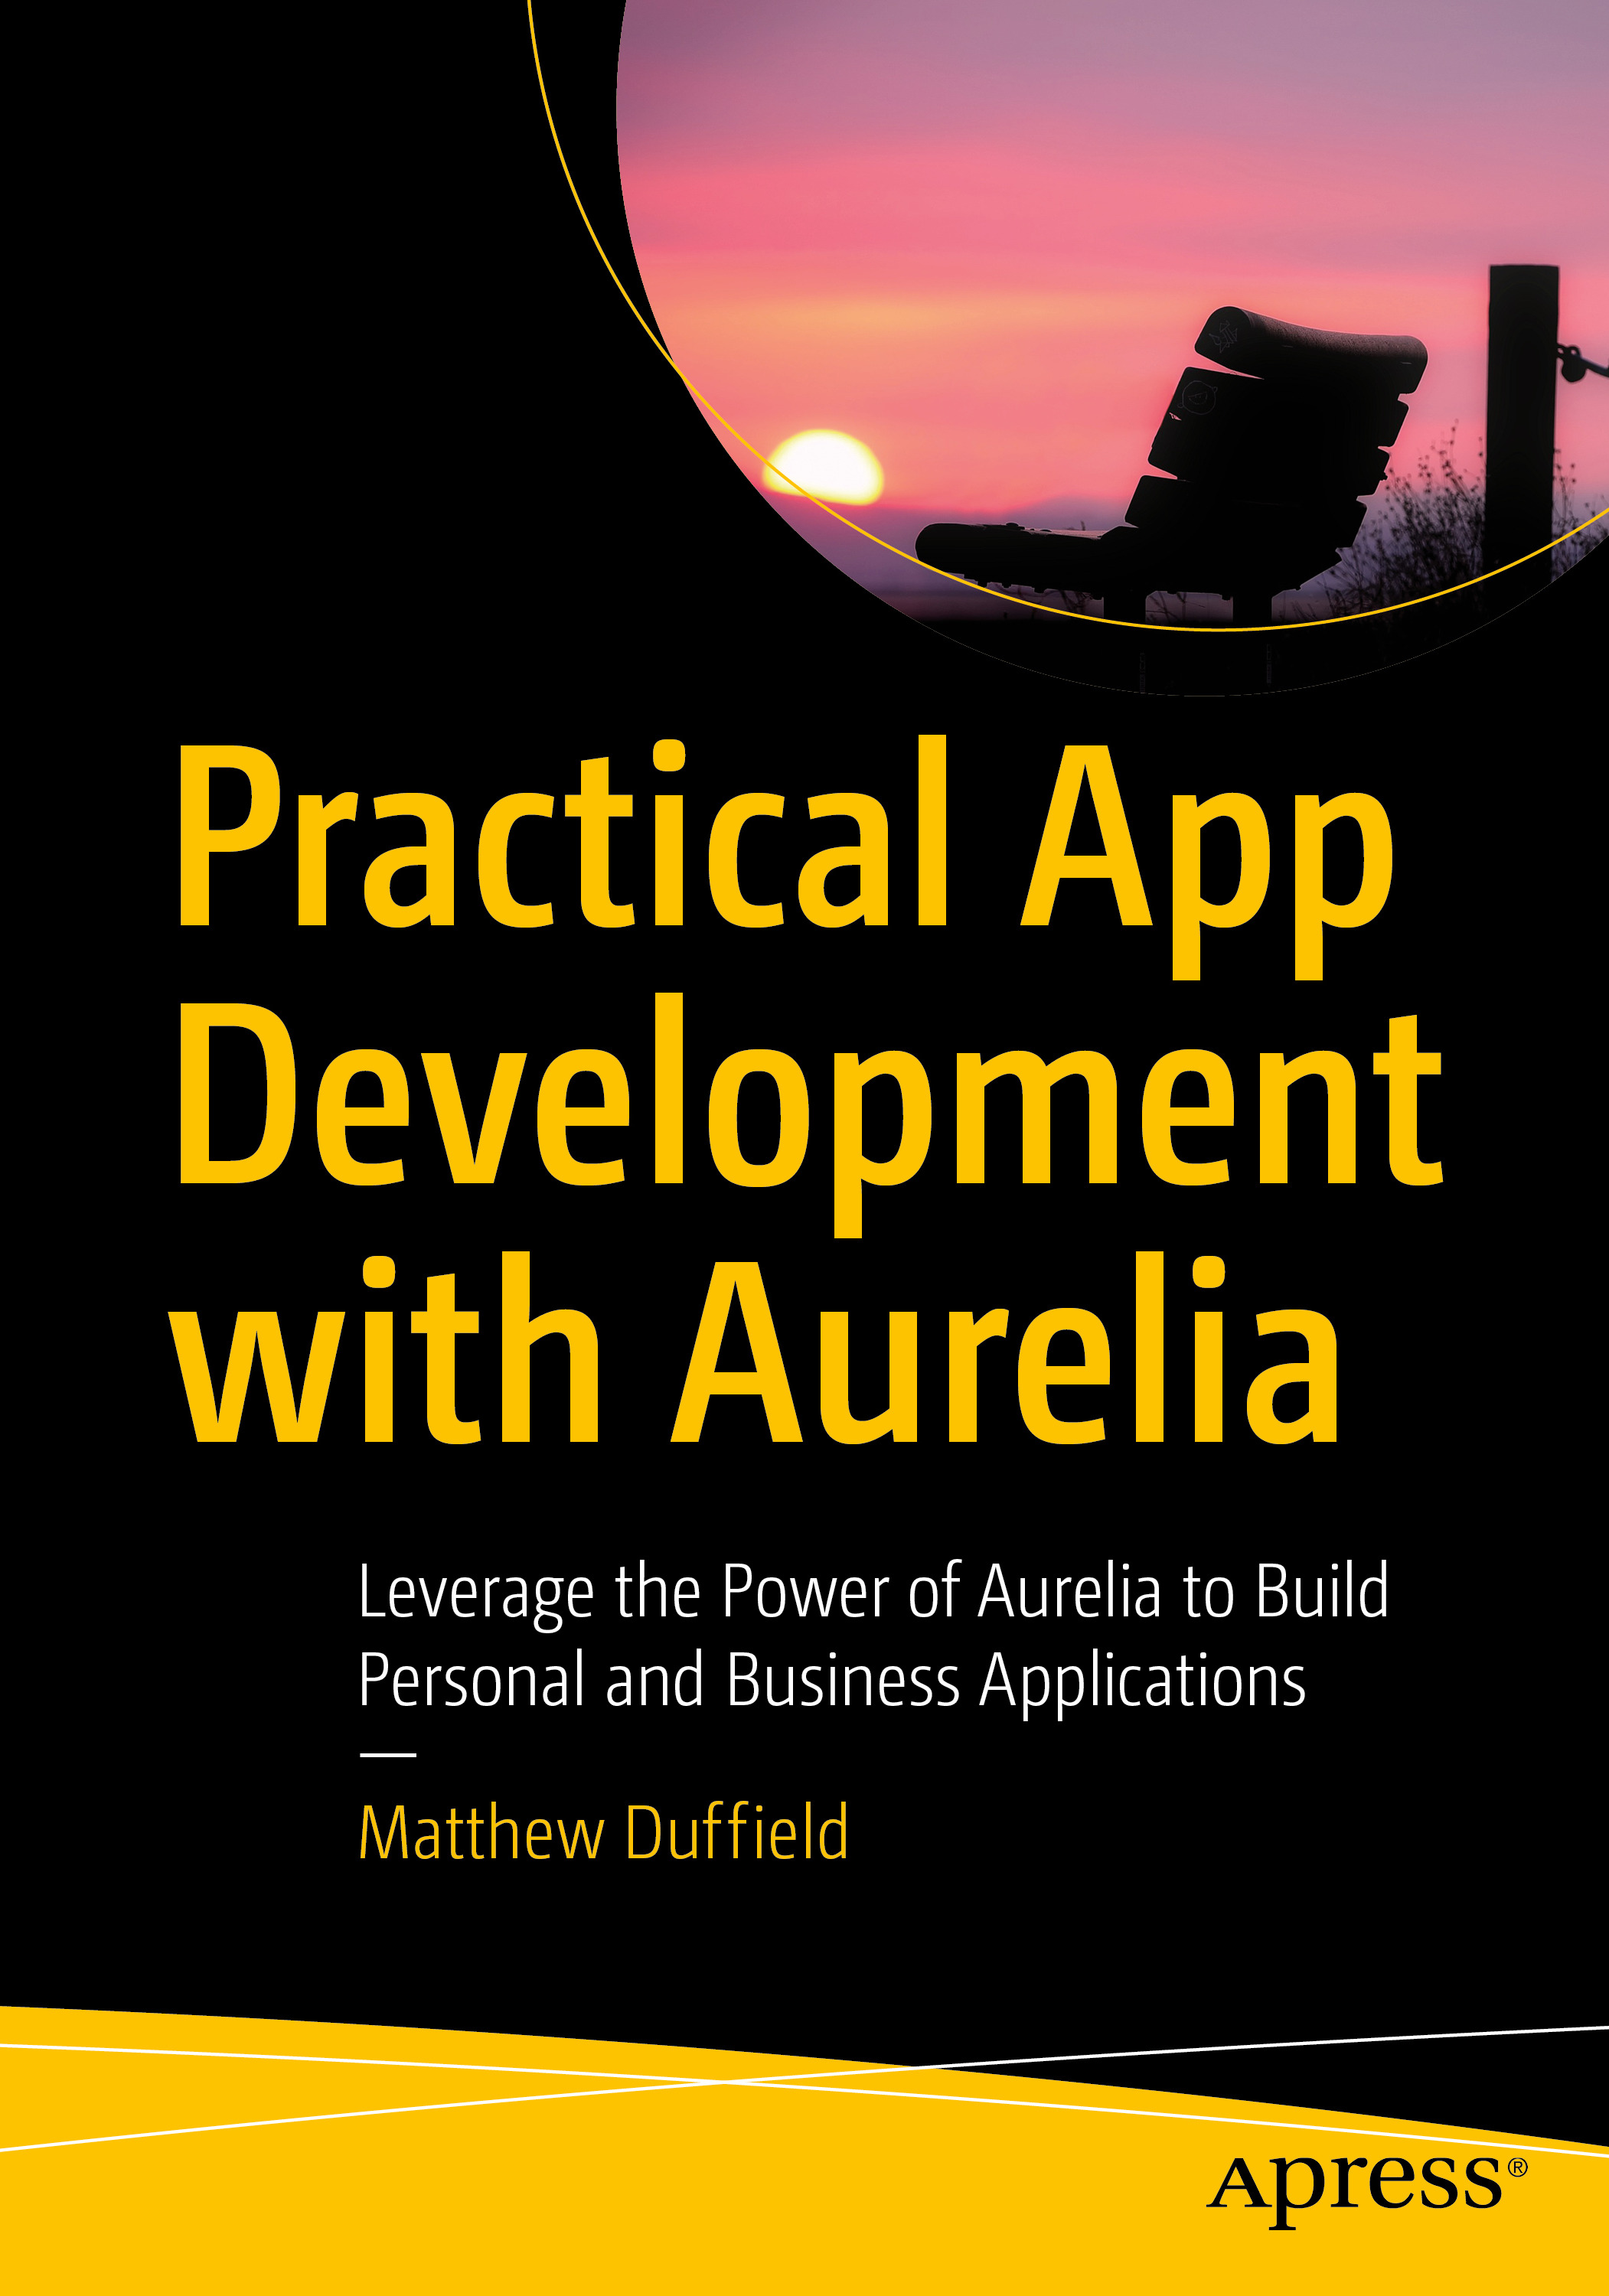 Practical App
Development
with Aurelia
Leverage the Power of Aurelia to Build
Personal and Business Applications
—
Matthew Duffield
Apress®